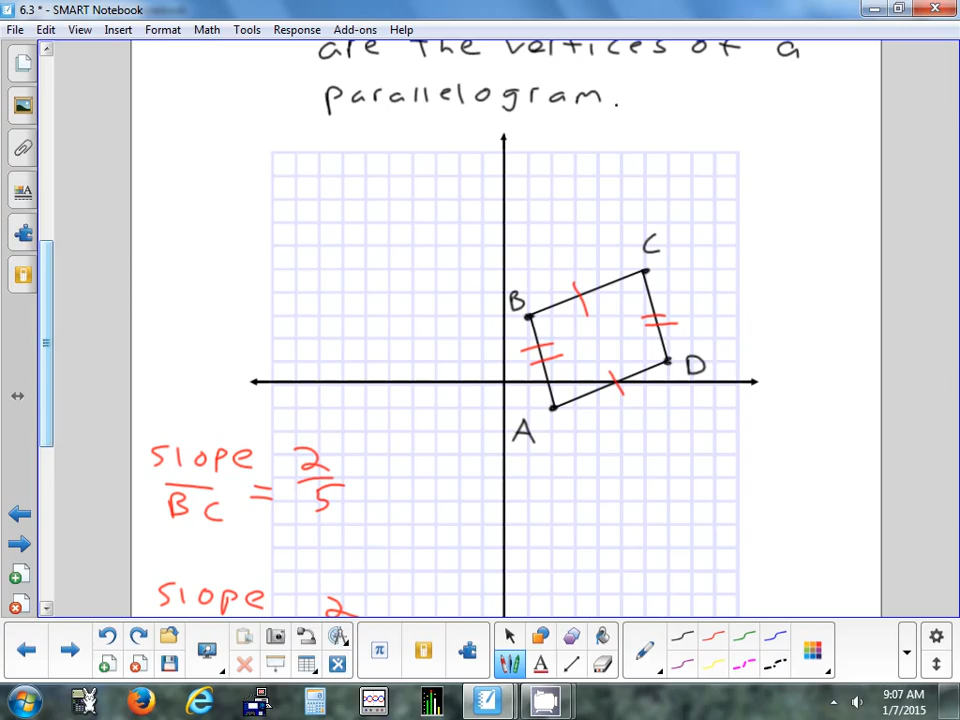 6.3 * - SMART Notebook
File Edit View Insert Format Math Tools Response Add-ons Help
are the vertices of a
parallelogram.
C
B
D
A
slope 2
BC = 5
slope 2
π
A
9:07 AM
1/7/2015